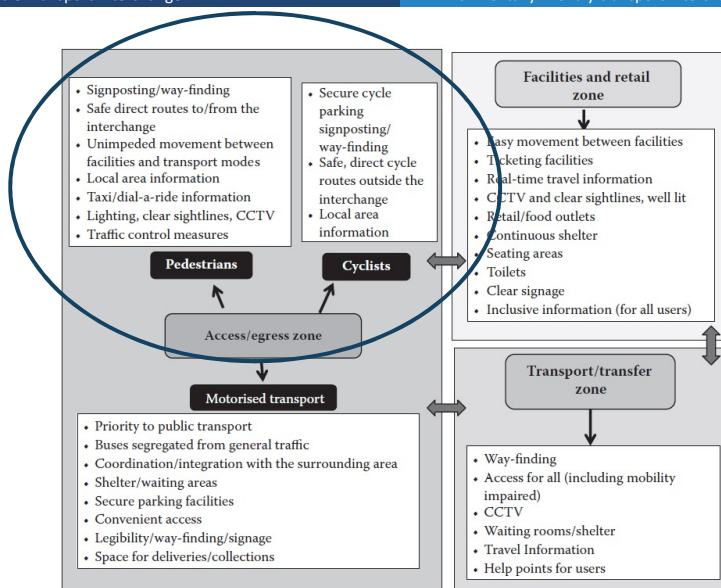 • Signposting/way-finding
• Safe direct routes to/from the
interchange
• Unimpeded movement between
facilities and transport modes
• Local area information
• Taxi/dial-a-ride information
• Lighting, clear sightlines, CCTV
• Traffic control measures
• Secure cycle
parking
signposting/
way-finding
• Safe, direct cycle
routes outside the
interchange
• Local area
information
Pedestrians
Cyclists
Access/egress zone
Motorised transport
• Priority to public transport
• Buses segregated from general traffic
• Coordination/integration with the surrounding area
• Shelter/waiting areas
• Secure parking facilities
• Convenient access
• Legibility/way-finding/signage
• Space for deliveries/collections
Facilities and retail
zone
• Easy movement between facilities
• Ticketing facilities
• Real-time travel information
• CCTV and clear sightlines, well lit
• Retail/food outlets
• Continuous shelter
• Seating areas
• Toilets
• Clear signage
• Inclusive information (for all users)
Transport/transfer
zone
• Way-finding
• Access for all (including mobility
impaired)
• CCTV
• Waiting rooms/shelter
• Travel Information
• Help points for users